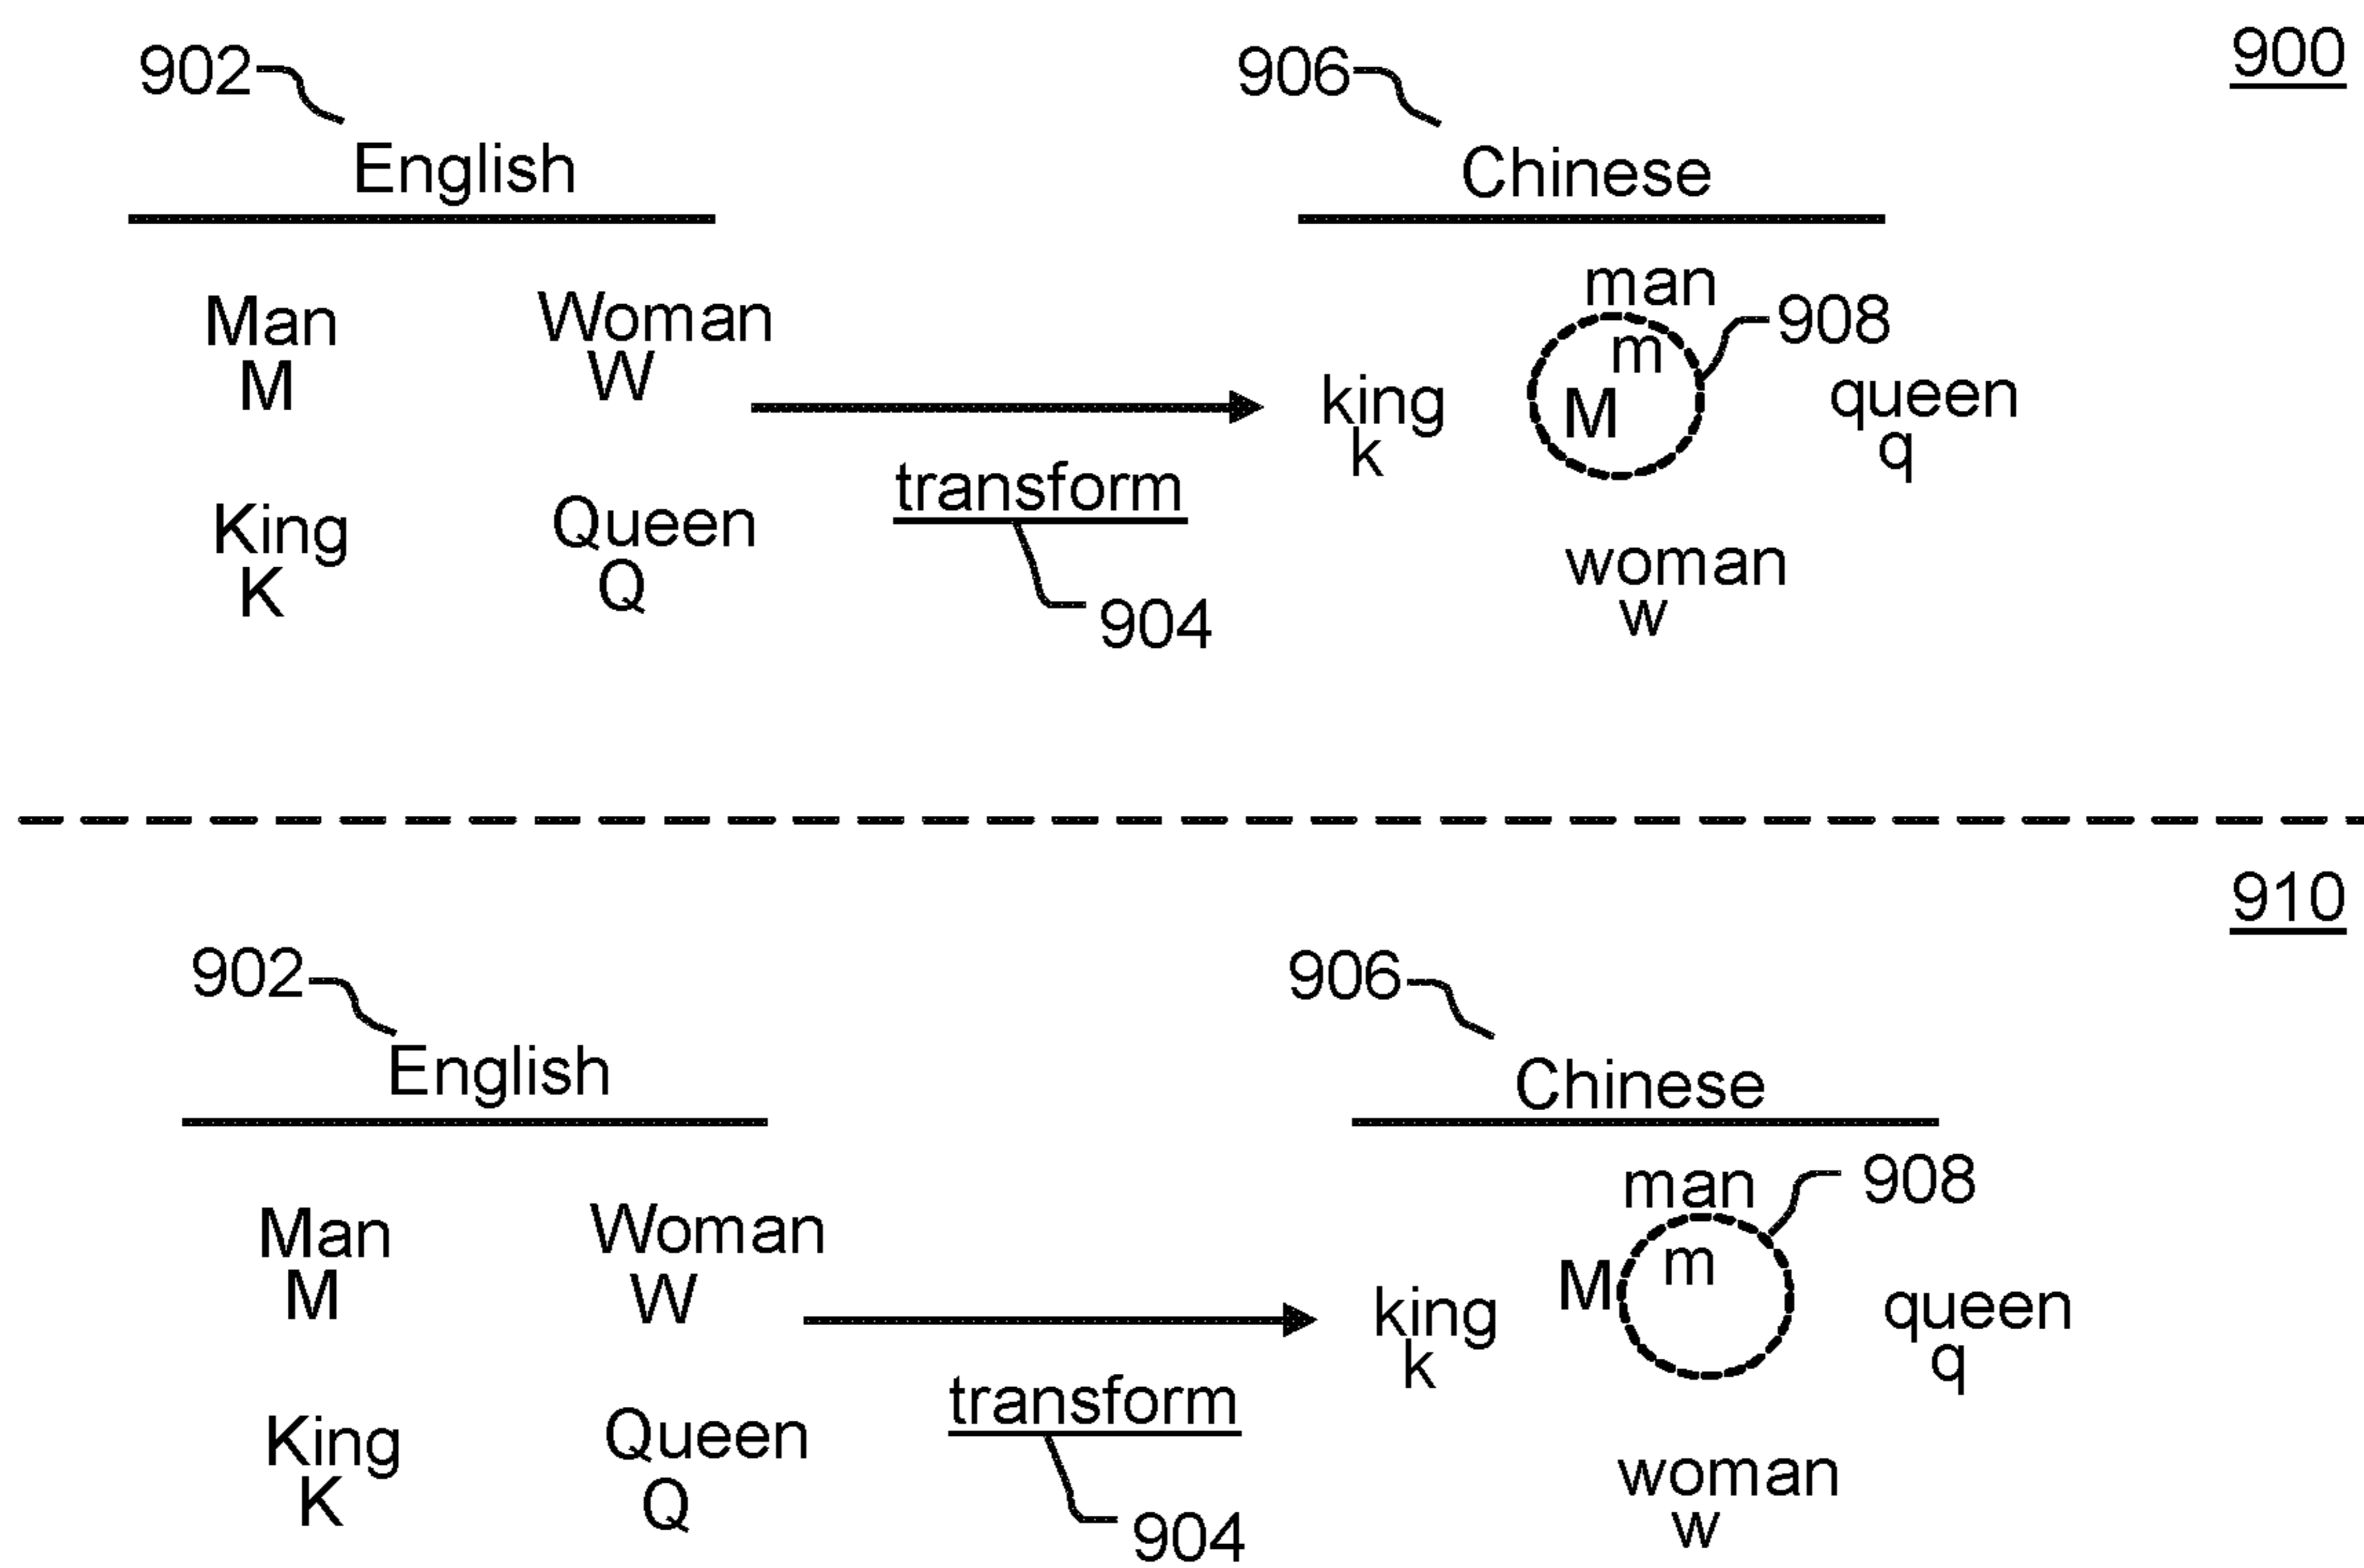 900
902
906
English
Chinese
Man
M
Woman
W
King
K
Queen
Q
transform
904
man
m
M
908
king
k
queen
q
woman
w
910
902
906
English
Chinese
Man
M
Woman
W
King
K
Queen
Q
transform
904
man
m
M
908
king
k
queen
q
woman
w